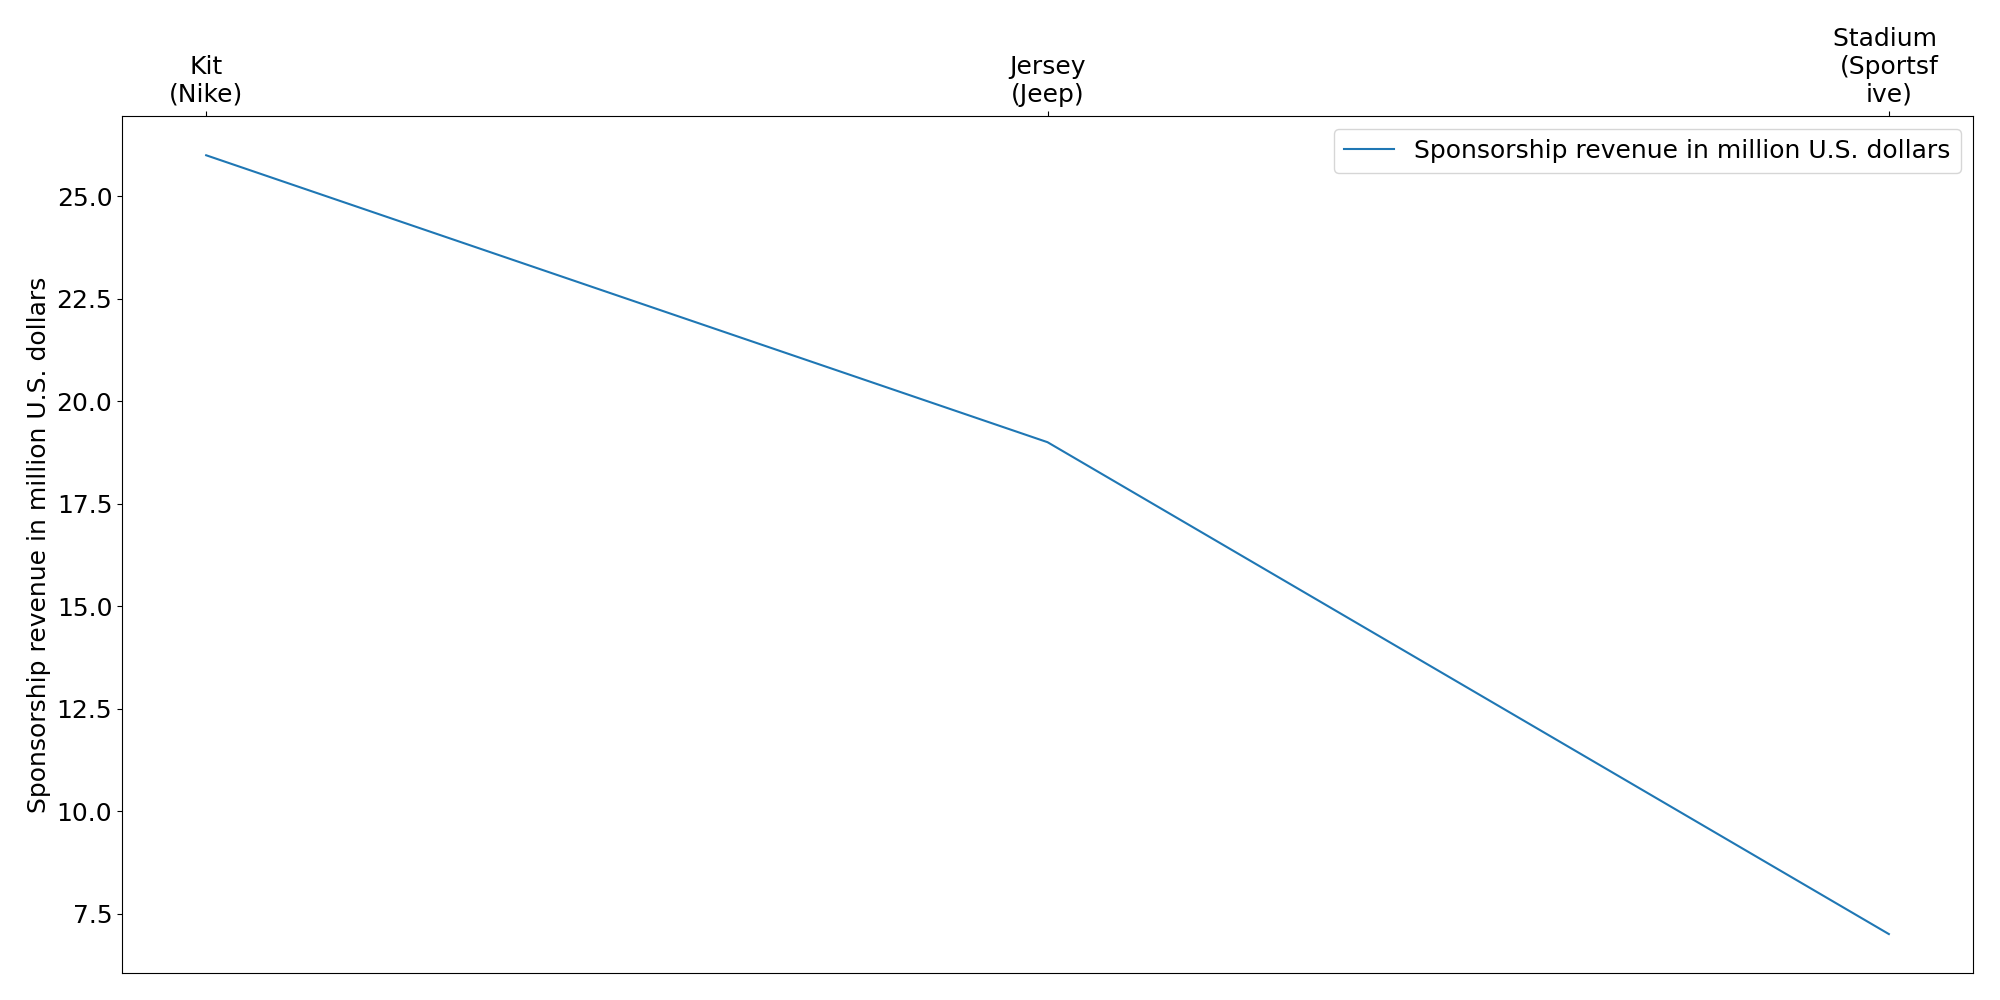 Kit
(Nike)
Jersey
(Jeep)
Stadium
(Sportsf
ive)
Sponsorship revenue in million U.S. dollars
25.0
22.5
20.0
17.5
15.0
12.5
10.0
7.5
Sponsorship revenue in million U.S. dollars